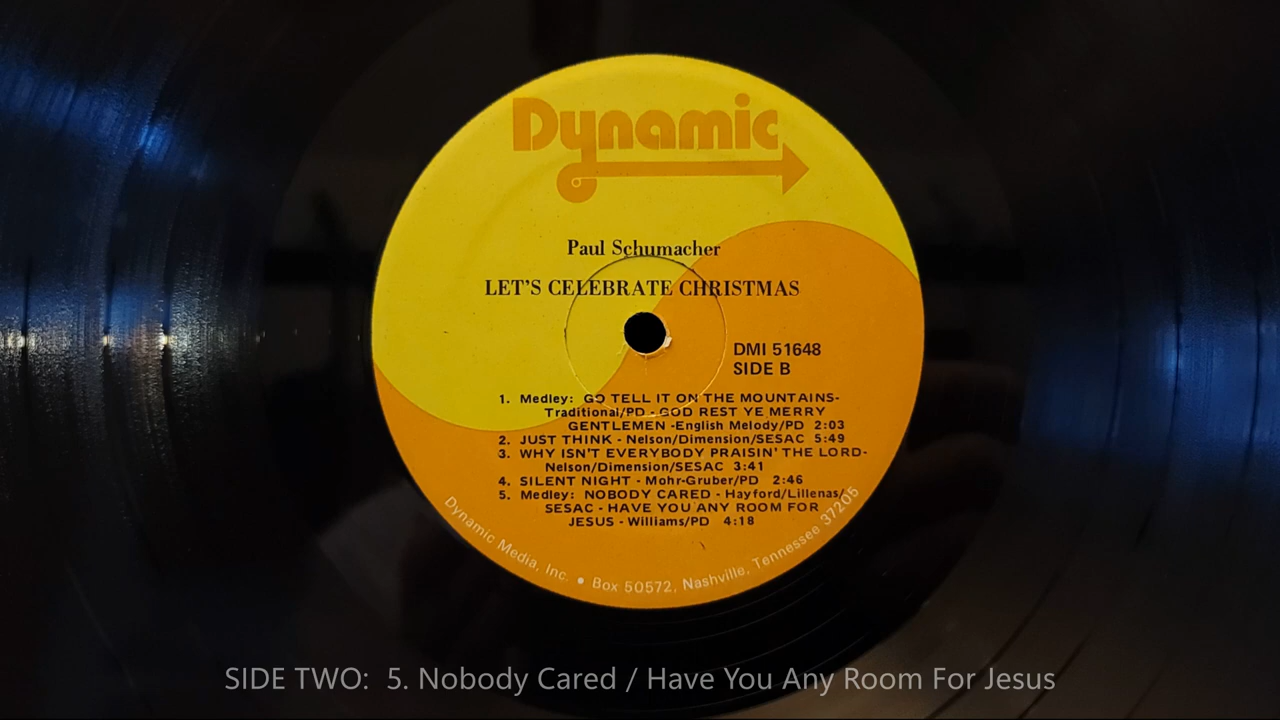 Dynamic
Paul Schumacher
LET'S CELEBRATE CHRISTMAS
DMI 51648
SIDE B
1. Medley: GO TELL IT ON THE MOUNTAINS-
Traditional/PD - GOD REST YE MERRY
GENTLEMEN -English Melody/PD 2:03
2. JUST THINK - Nelson/Dimension/SESAC 5:49
3. WHY ISN'T EVERYBODY PRAISIN' THE LORD-
Nelson/Dimension/SESAC 3:41
4. SILENT NIGHT - Mohr-Gruber/PD 2:46
5. Medley: NOBODY CARED - Hayford/Lillenas/
SESAC - HAVE YOU ANY ROOM FOR
JESUS - Williams/PD 4:18
Dynamic Media, Inc. • Box 50572, Nashville, Tennessee 37205
SIDE TWO: 5. Nobody Cared / Have You Any Room For Jesus